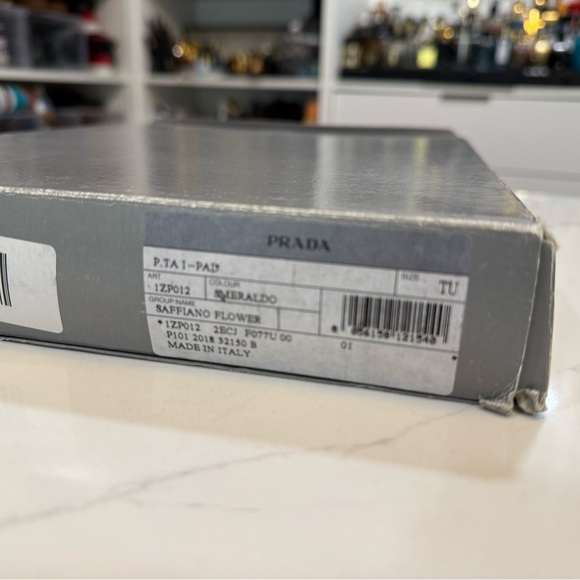 PRADA
P.TA I-PAD
SIZE
TU
ART
1ZP012
COLOUR
SMERALDO
GROUP NAME
SAFFIANO FLOWER
*1ZP012 2ECJ F077U 00
P101 2018 32150 B
MADE IN ITALY
01